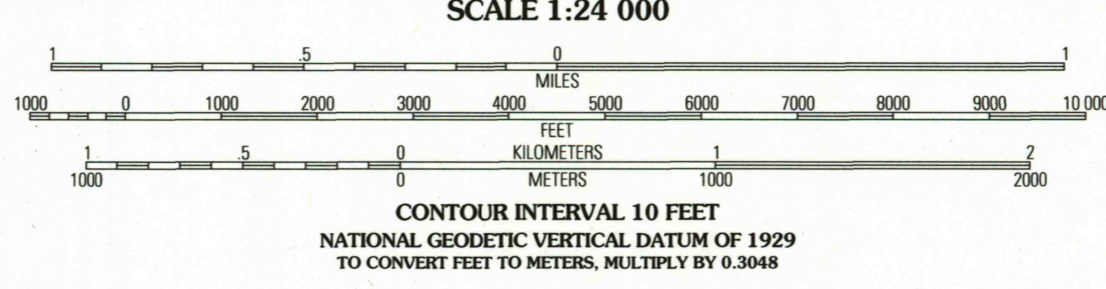 SCALE 1:24 000
1 .5 0 1
MILES
1000 0 1000 2000 3000 4000 5000 6000 7000 8000 9000 10 000
FEET
1 .5 0 KILOMETERS 1 2
1000 0 METERS 1000 2000
CONTOUR INTERVAL 10 FEET
NATIONAL GEODETIC VERTICAL DATUM OF 1929
TO CONVERT FEET TO METERS, MULTIPLY BY 0.3048